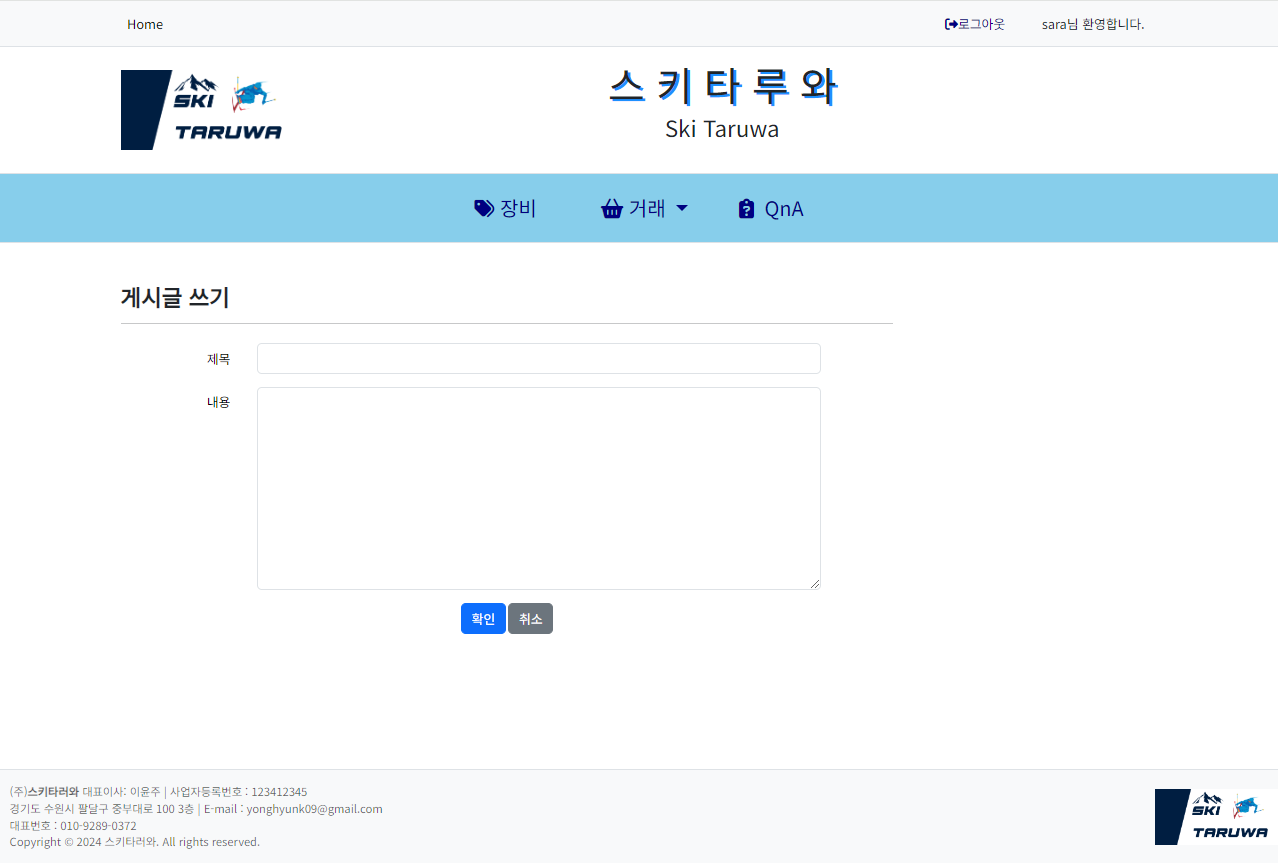 Home
로그아웃
sara님 환영합니다.
SKI
TARUWA
스 키 타 루 와
Ski Taruwa
장비
거래
QnA
게시글 쓰기
제목
내용
확인
취소
(주)스키타러와 대표이사: 이윤주 | 사업자등록번호 : 123412345
경기도 수원시 팔달구 중부대로 100 3층 | E-mail : yonghyunk09@gmail.com
대표번호 : 010-9289-0372
Copyright © 2024 스키타러와. All rights reserved.
SKI
TARUWA